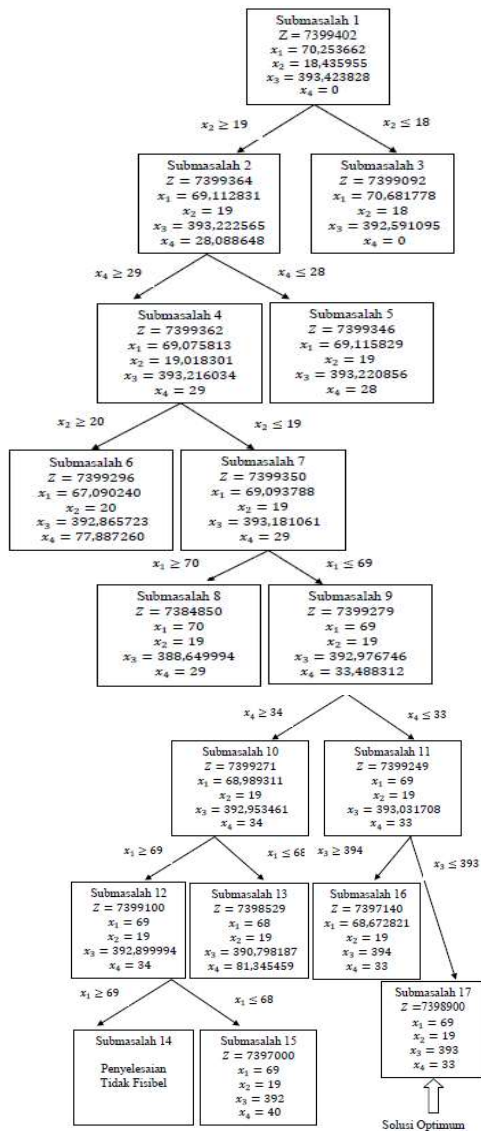 Submasalah 1
Z = 7399402
x₁ = 70,253662
x₂ = 18,435955
x₃ = 393,423828
x₄ = 0
x₂ ≥ 19
x₂ ≤ 18
Submasalah 2
Z = 7399364
x₁ = 69,112831
x₂ = 19
x₃ = 393,222565
x₄ = 28,088648
Submasalah 3
Z = 7399092
x₁ = 70,681778
x₂ = 18
x₃ = 392,591095
x₄ = 0
x₄ ≥ 29
x₄ ≤ 28
Submasalah 4
Z = 7399362
x₁ = 69,075813
x₂ = 19,018301
x₃ = 393,216034
x₄ = 29
Submasalah 5
Z = 7399346
x₁ = 69,115829
x₂ = 19
x₃ = 393,220856
x₄ = 28
x₂ ≥ 20
x₂ ≤ 19
Submasalah 6
Z = 7399296
x₁ = 67,090240
x₂ = 20
x₃ = 392,865723
x₄ = 77,887260
Submasalah 7
Z = 7399350
x₁ = 69,093788
x₂ = 19
x₃ = 393,181061
x₄ = 29
x₁ ≥ 70
x₁ ≤ 69
Submasalah 8
Z = 7384850
x₁ = 70
x₂ = 19
x₃ = 388,649994
x₄ = 29
Submasalah 9
Z = 7399279
x₁ = 69
x₂ = 19
x₃ = 392,976746
x₄ = 33,488312
x₄ ≥ 34
x₄ ≤ 33
Submasalah 10
Z = 7399271
x₁ = 68,989311
x₂ = 19
x₃ = 392,953461
x₄ = 34
Submasalah 11
Z = 7399249
x₁ = 69
x₂ = 19
x₃ = 393,031708
x₄ = 33
x₁ ≥ 69
x₁ ≤ 68
x₃ ≥ 394
x₃ ≤ 393
Submasalah 12
Z = 7399100
x₁ = 69
x₂ = 19
x₃ = 392,899994
x₄ = 34
Submasalah 13
Z = 7398529
x₁ = 68
x₂ = 19
x₃ = 390,798187
x₄ = 81,345459
Submasalah 16
Z = 7397140
x₁ = 68,672821
x₂ = 19
x₃ = 394
x₄ = 33
x₁ ≥ 69
x₁ ≤ 68
Submasalah 14
Penyelesaian
Tidak Fisibel
Submasalah 15
Z = 7397000
x₁ = 69
x₂ = 19
x₃ = 392
x₄ = 40
Submasalah 17
Z =7398900
x₁ = 69
x₂ = 19
x₃ = 393
x₄ = 33
Solusi Optimum